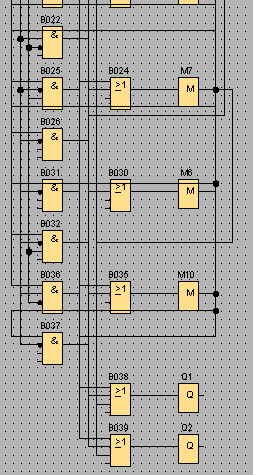 B022
&
B025 B024 M7
& >1 M
B026
&
B031 B030 M6
& >1 M
B032
&
B036 B035 M10
& >1 M
B037
&
B038 Q1
>1 Q
B039 Q2
>1 Q